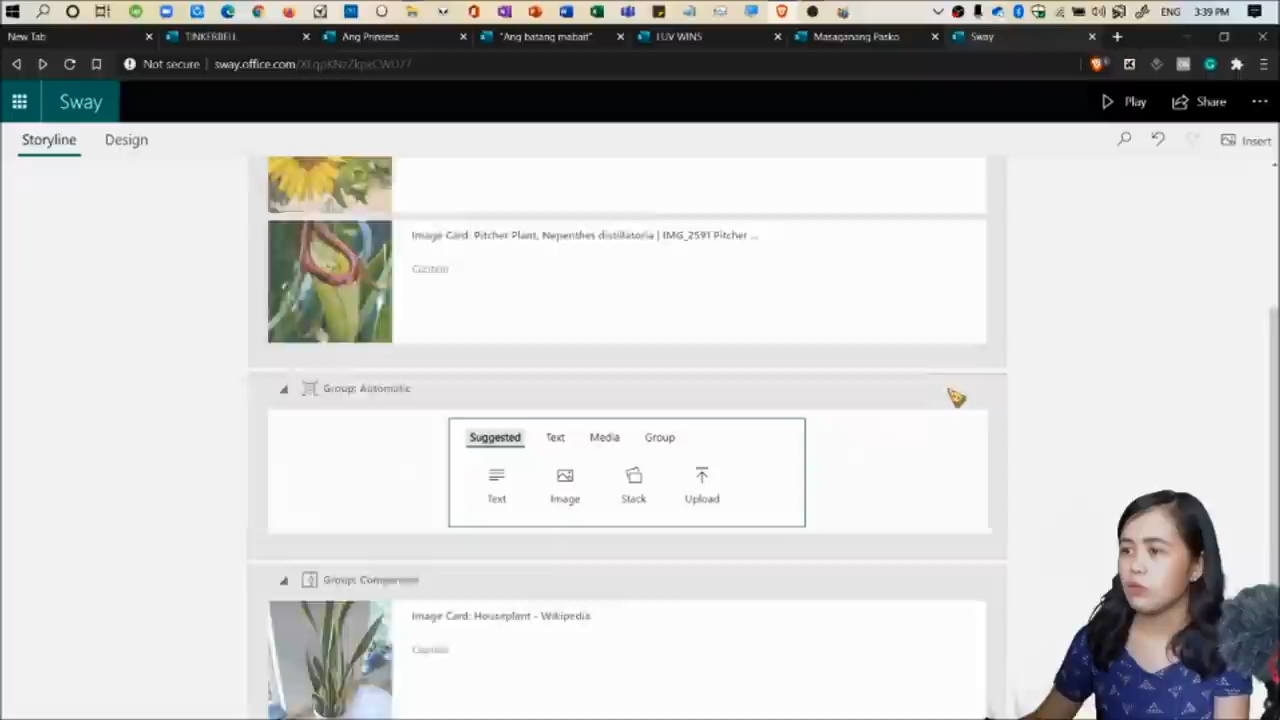 ENG 3:39 PM
New Tab TINKERBELL Ang Prinsesa "Ang batang mabait" LUV WINS Masaganang Pasko Sway
Not secure sway.office.com
Sway Play Share
Storyline Design Insert
Image Card: Pitcher Plant, Nepenthes distillatoria | IMG_2591 Pitcher ...
Caption
Group: Automatic
Suggested Text Media Group
Text Image Stack Upload
Group: Comparison
Image Card: Houseplant - Wikipedia
Caption